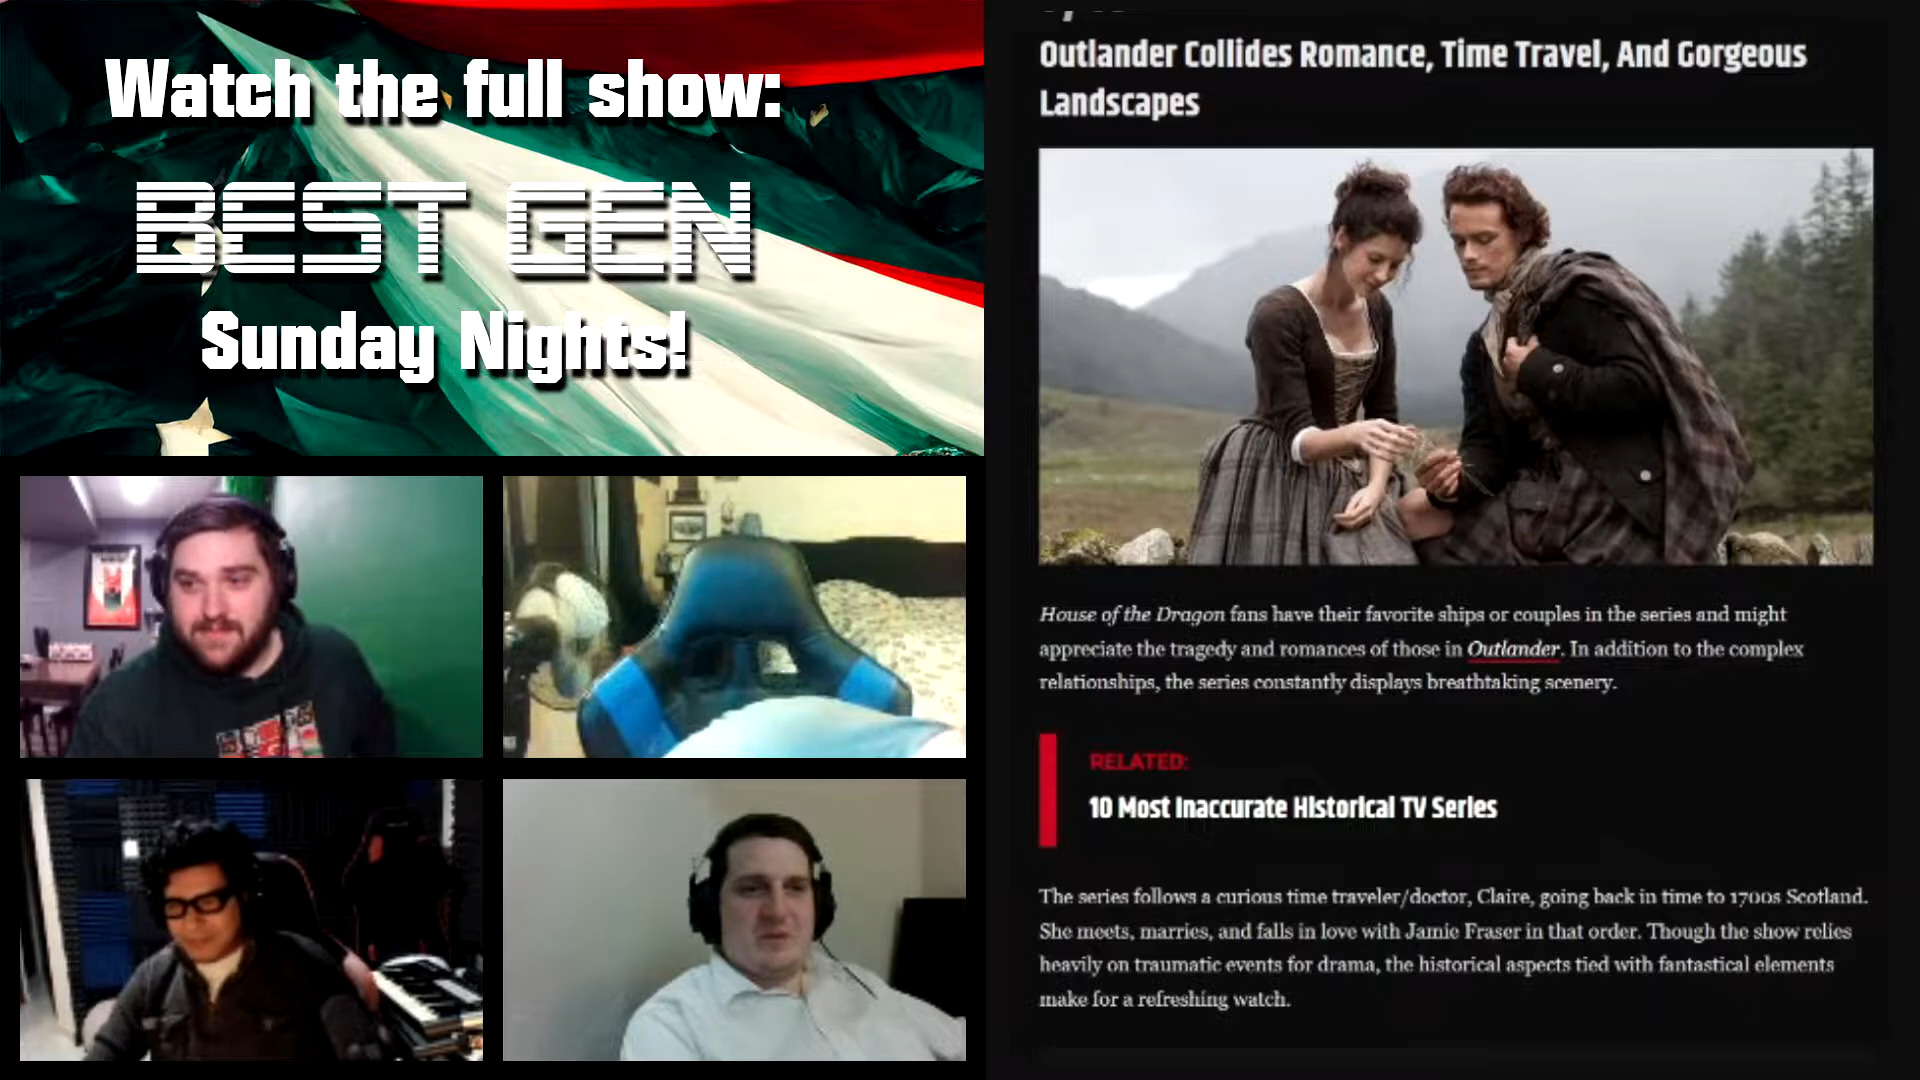 Watch the full show:
BEST GEN
Sunday Nights!
Outlander Collides Romance, Time Travel, And Gorgeous
Landscapes
House of the Dragon fans have their favorite ships or couples in the series and might
appreciate the tragedy and romances of those in Outlander. In addition to the complex
relationships, the series constantly displays breathtaking scenery.
RELATED:
10 Most Inaccurate Historical TV Series
The series follows a curious time traveler/doctor, Claire, going back in time to 1700s Scotland.
She meets, marries, and falls in love with Jamie Fraser in that order. Though the show relies
heavily on traumatic events for drama, the historical aspects tied with fantastical elements
make for a refreshing watch.